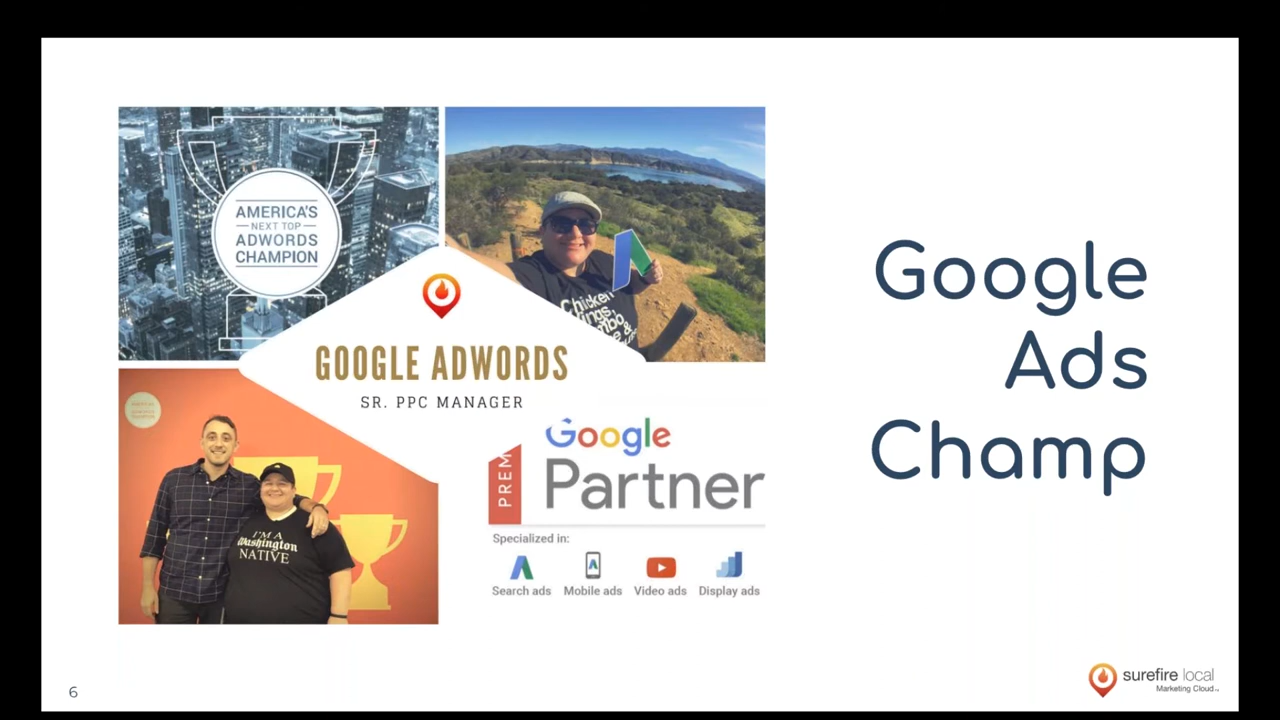 AMERICA'S
NEXT TOP
ADWORDS
CHAMPION
GOOGLE ADWORDS
SR. PPC MANAGER
Chicken
I'M A
Washington
NATIVE
PREM
Google
Partner
Specialized in:
Search ads Mobile ads Video ads Display ads
Google
Ads
Champ
6
surefire local
Marketing Cloud